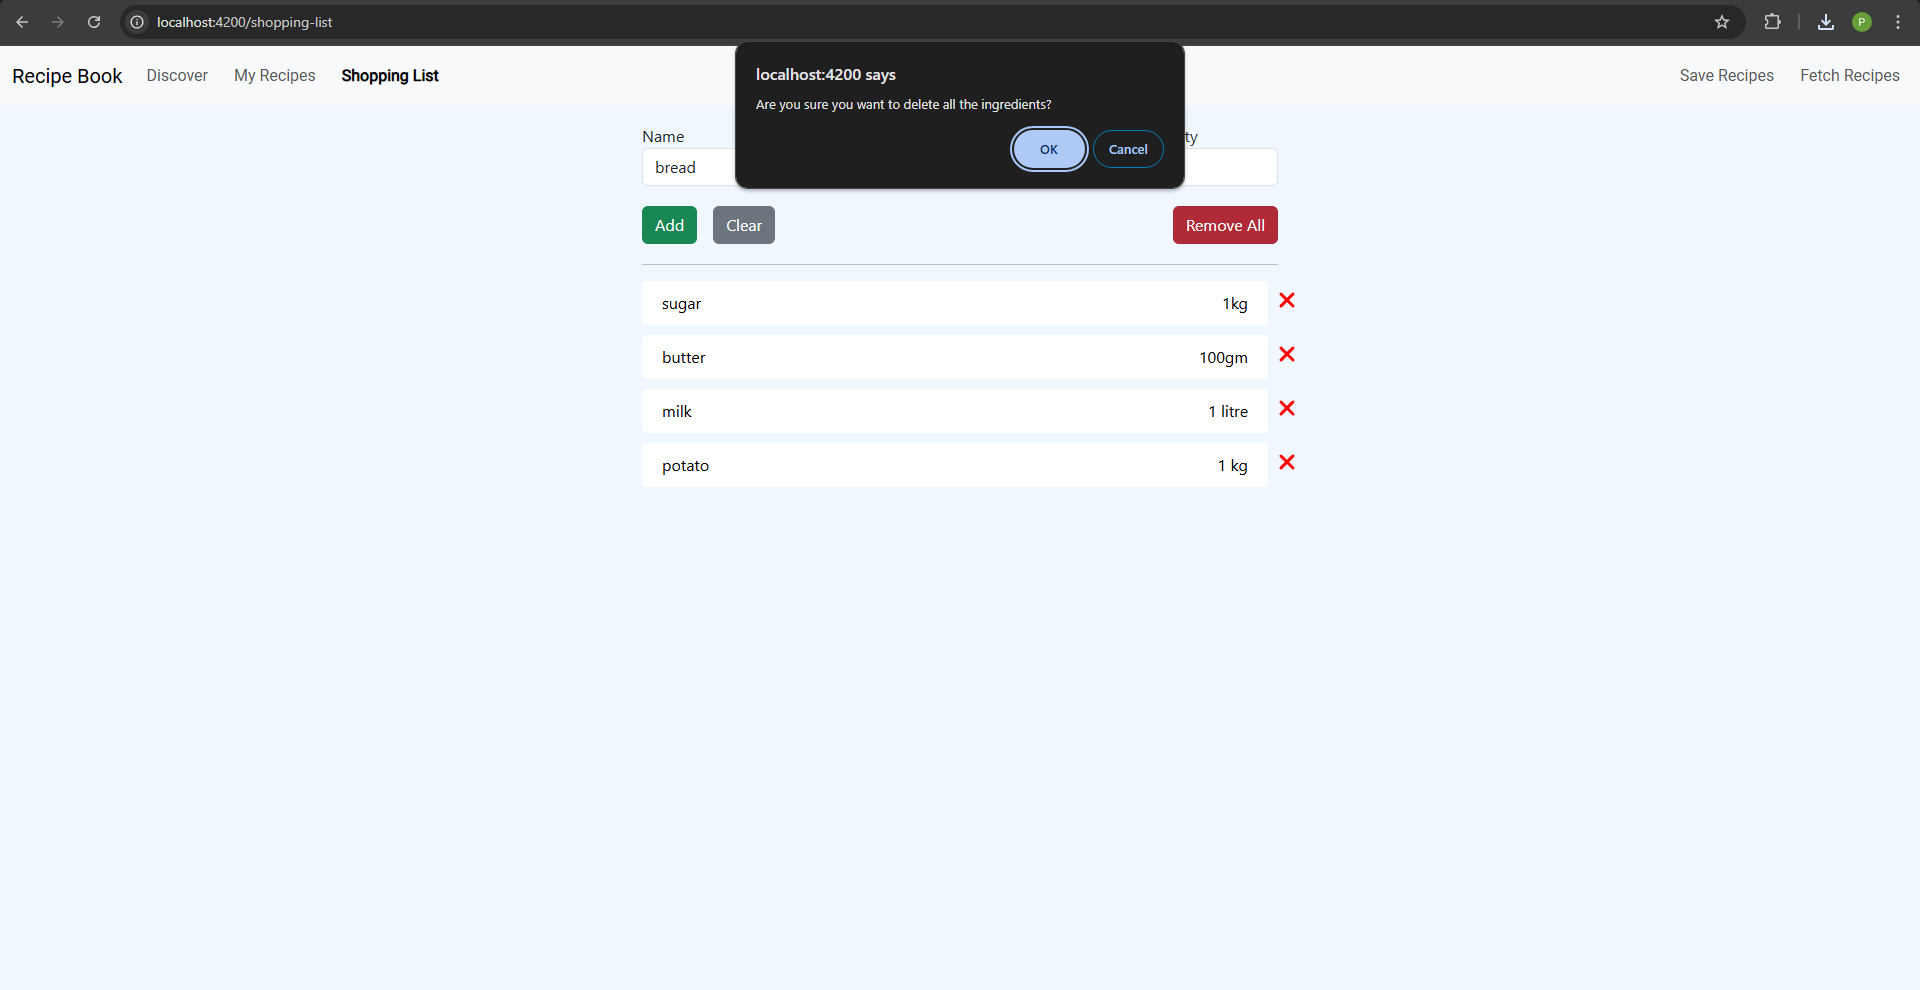 localhost:4200/shopping-list
P
Recipe Book Discover My Recipes Shopping List Save Recipes Fetch Recipes
localhost:4200 says
Are you sure you want to delete all the ingredients?
OK Cancel
Name ty
bread
Add Clear Remove All
sugar 1kg
butter 100gm
milk 1 litre
potato 1 kg